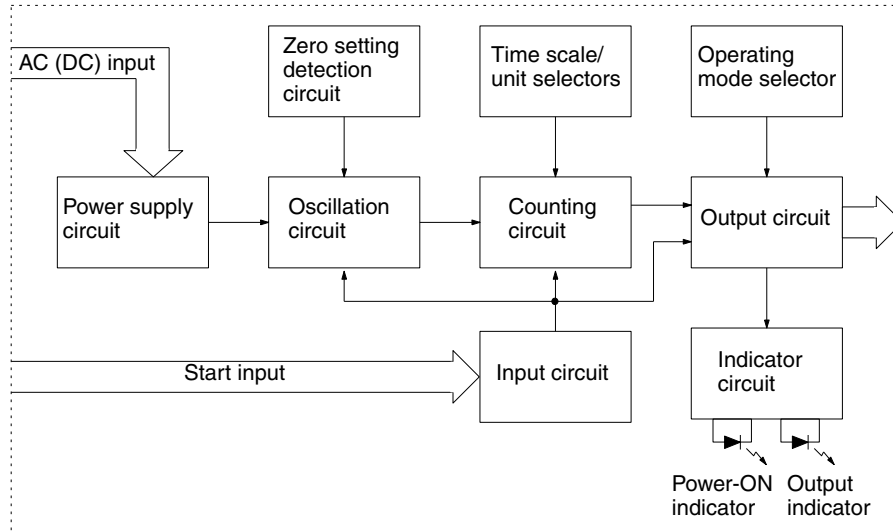 AC (DC) input
Zero setting
detection
circuit
Time scale/
unit selectors
Operating
mode selector
Power supply
circuit
Oscillation
circuit
Counting
circuit
Output circuit
Start input
Input circuit
Indicator
circuit
Power-ON
indicator
Output
indicator